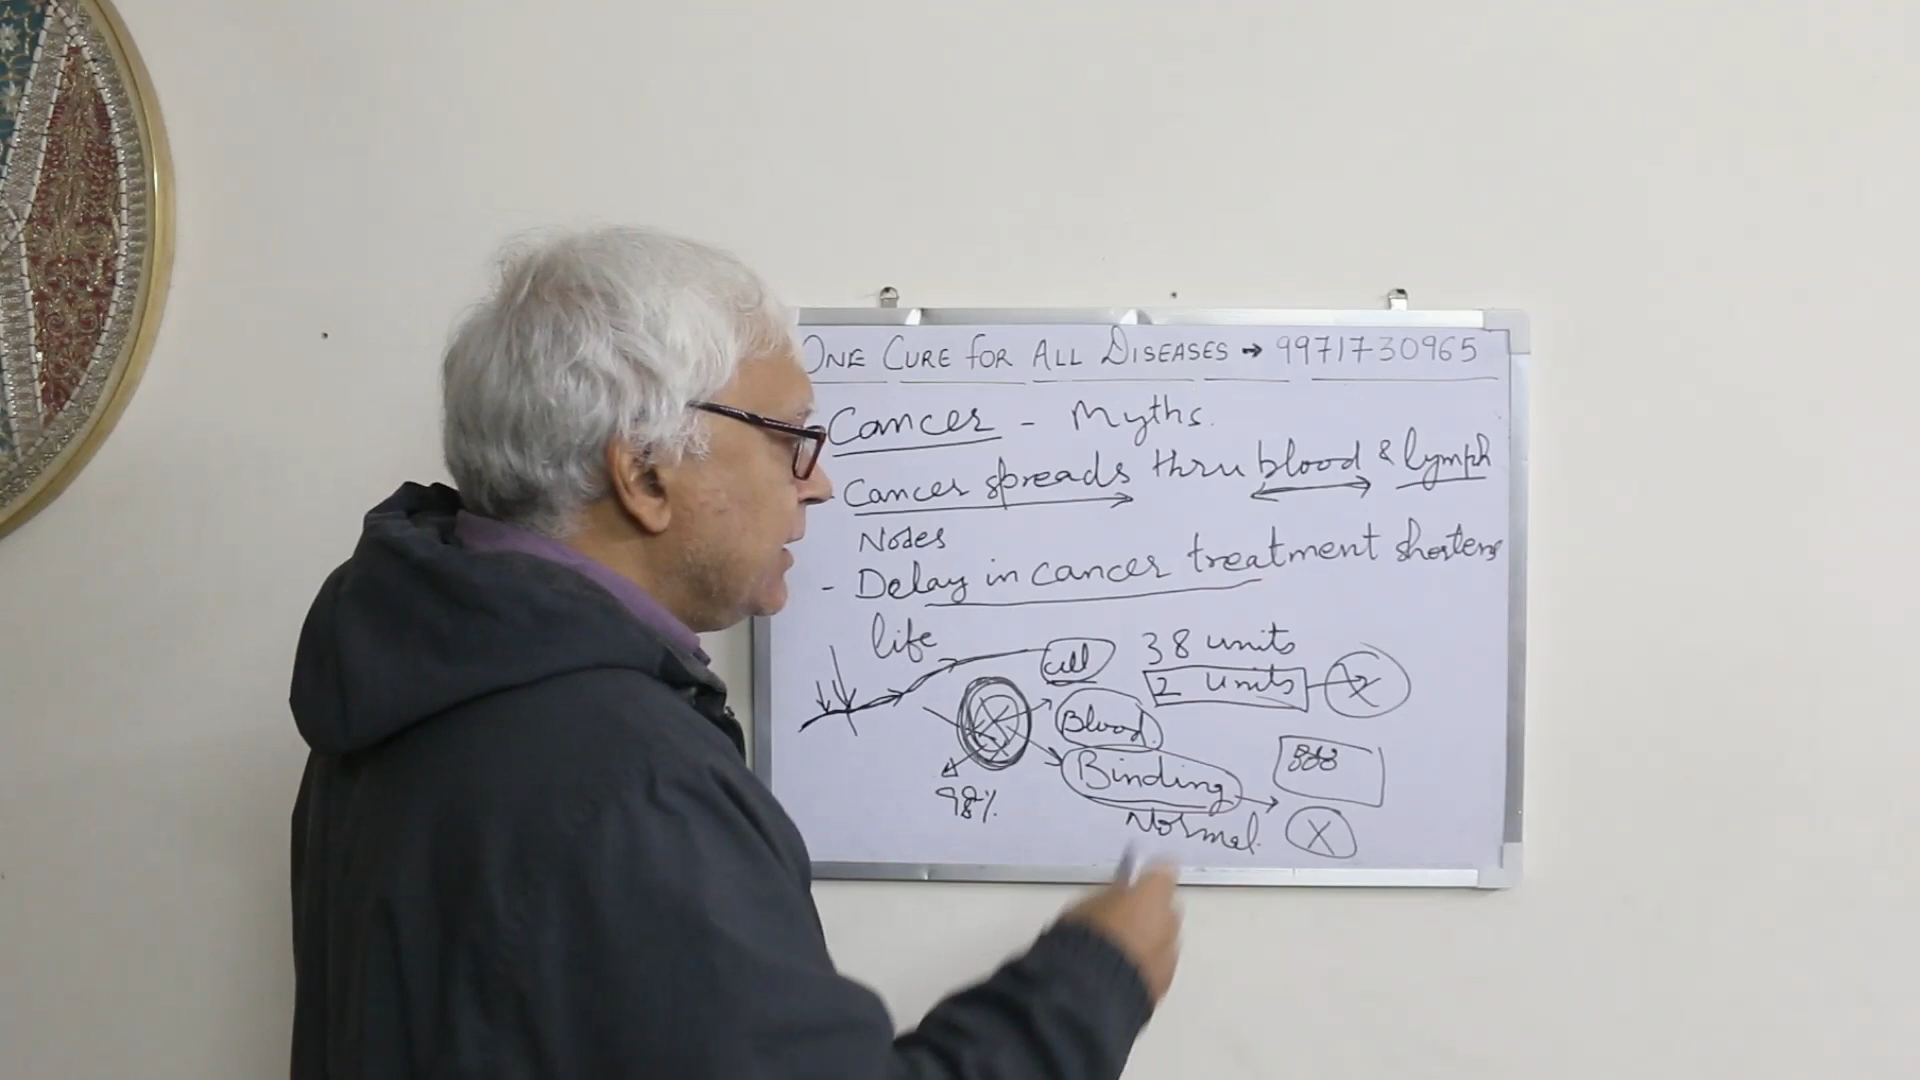 ONE CURE FOR ALL DISEASES → 9971730965
Cancer - Myths.
- Cancer spreads thru blood & lymph
Nodes
- Delay in cancer treatment shortens
life
cell
38 units
2 units
X
Blood
Binding
98%
Normal.
X